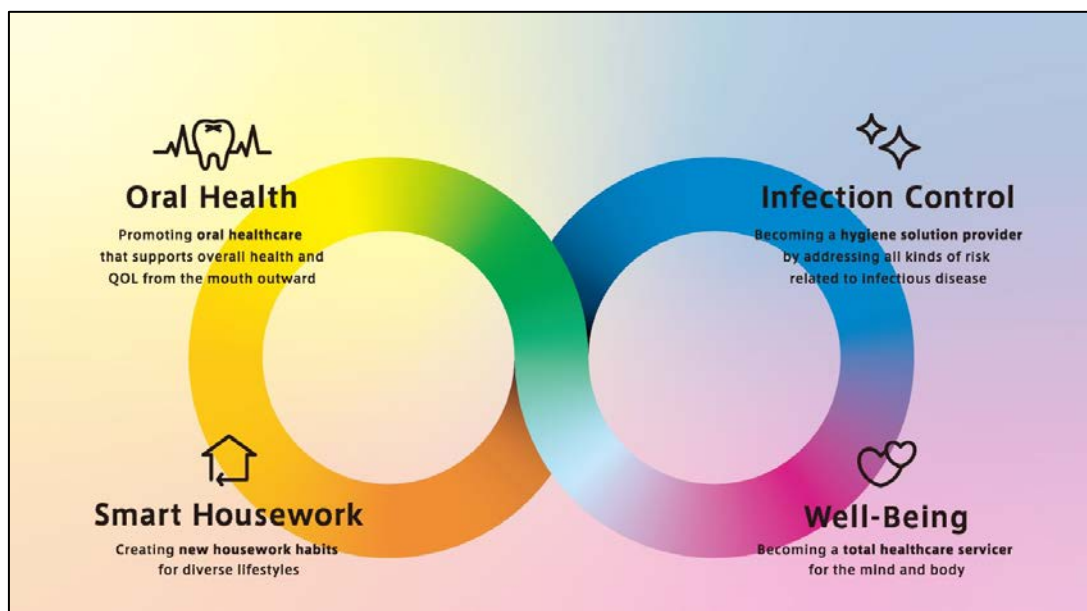 Oral Health
Promoting oral healthcare
that supports overall health and
QOL from the mouth outward
Infection Control
Becoming a hygiene solution provider
by addressing all kinds of risk
related to infectious disease
Smart Housework
Creating new housework habits
for diverse lifestyles
Well-Being
Becoming a total healthcare servicer
for the mind and body